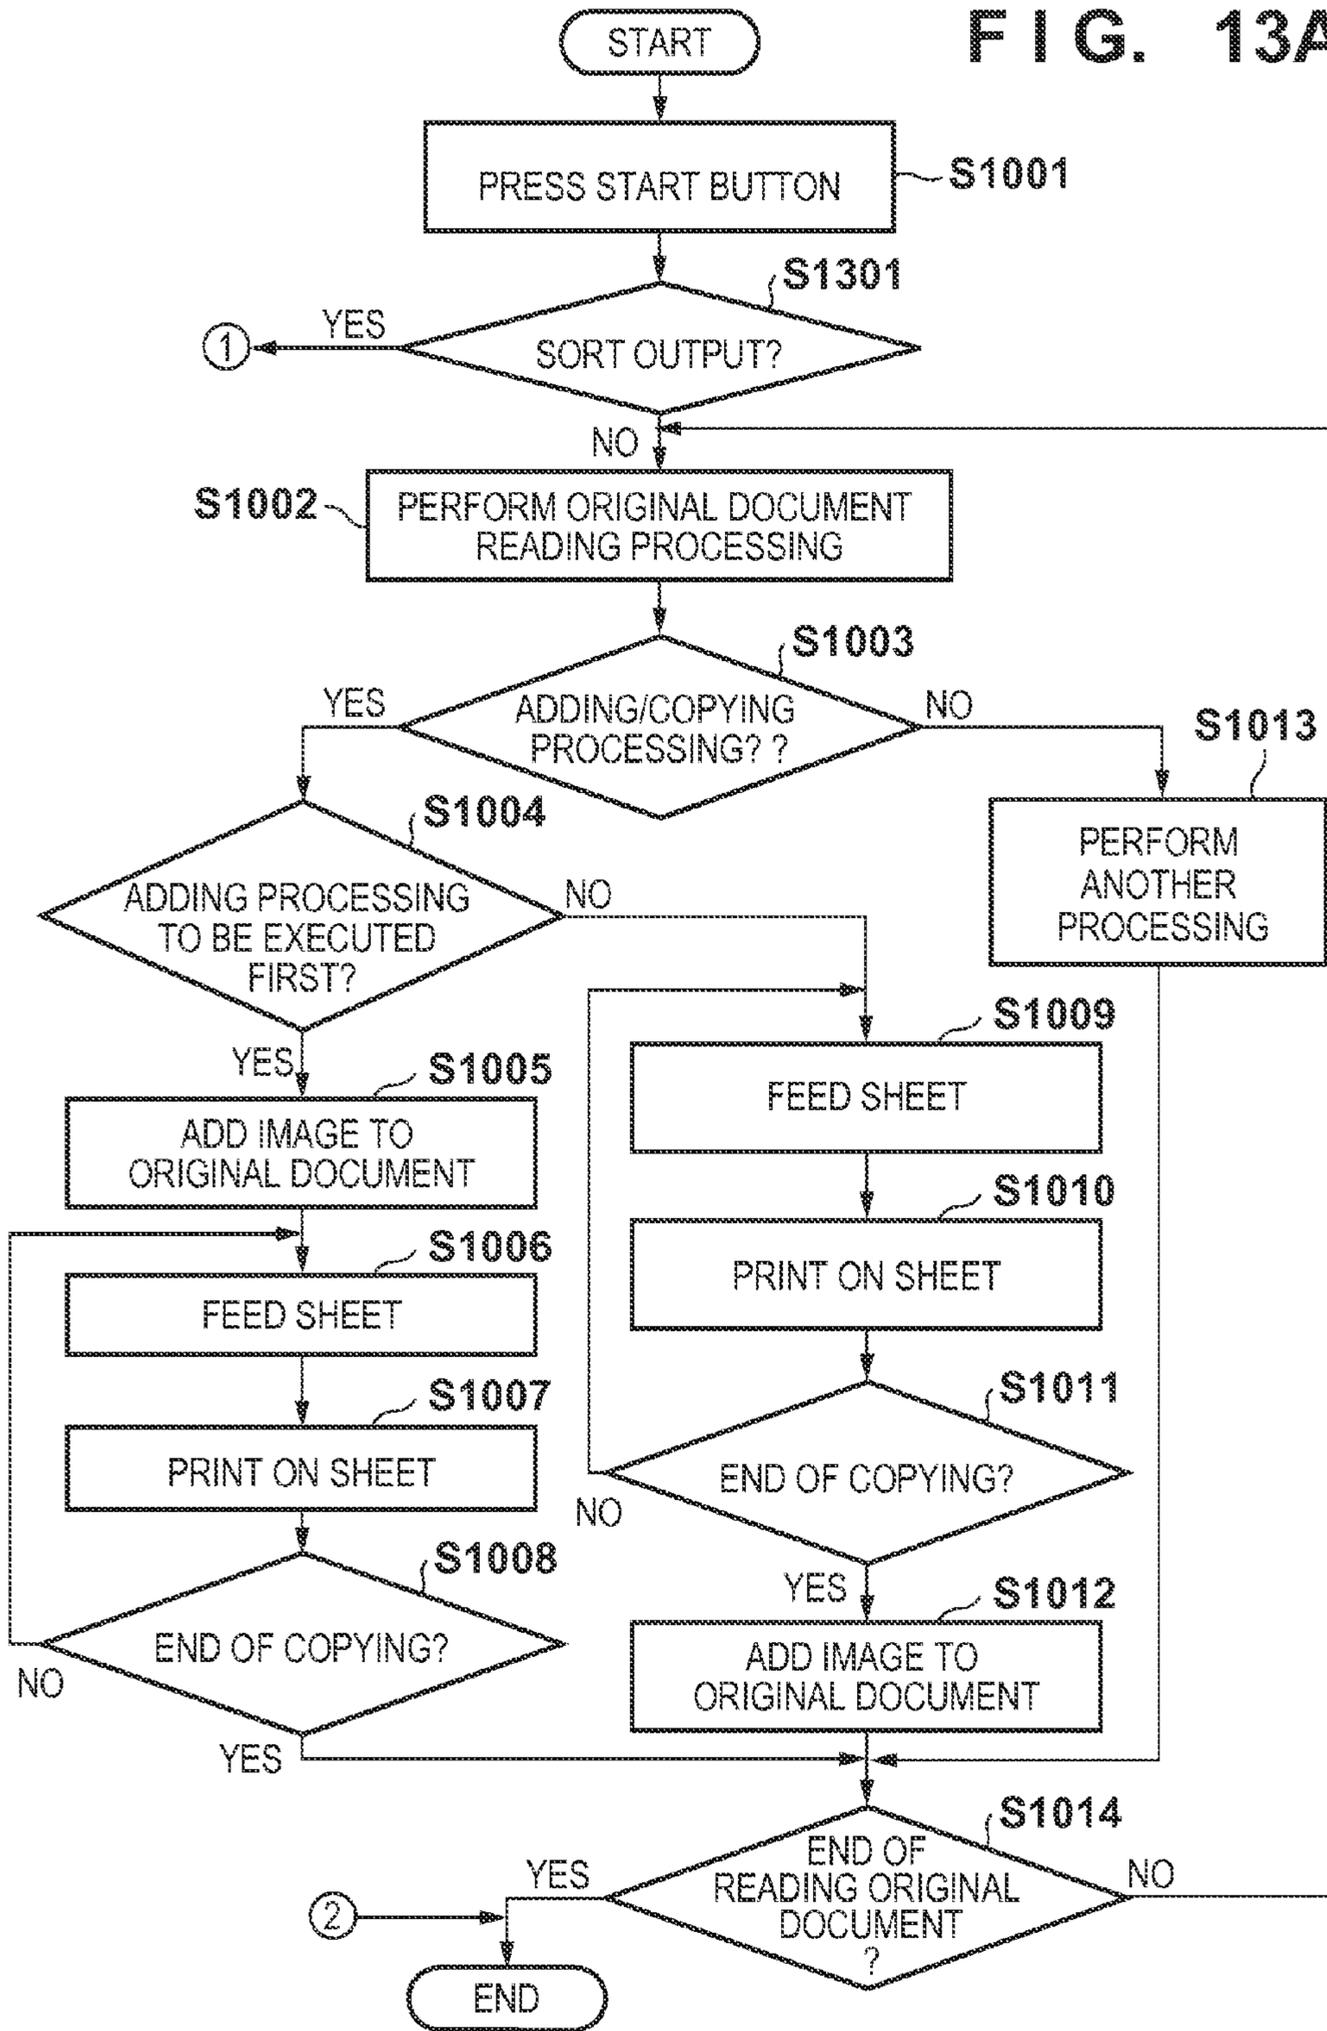 FIG. 13A
START
PRESS START BUTTON
S1001
S1301
YES
1
SORT OUTPUT?
NO
S1002
PERFORM ORIGINAL DOCUMENT
READING PROCESSING
S1003
YES
ADDING/COPYING
PROCESSING? ?
NO
S1013
PERFORM
ANOTHER
PROCESSING
S1004
ADDING PROCESSING
TO BE EXECUTED
FIRST?
NO
YES
S1005
ADD IMAGE TO
ORIGINAL DOCUMENT
S1006
FEED SHEET
S1007
PRINT ON SHEET
S1008
END OF COPYING?
NO
YES
S1009
FEED SHEET
S1010
PRINT ON SHEET
S1011
END OF COPYING?
NO
YES
S1012
ADD IMAGE TO
ORIGINAL DOCUMENT
S1014
END OF
READING ORIGINAL
DOCUMENT
?
YES
NO
2
END